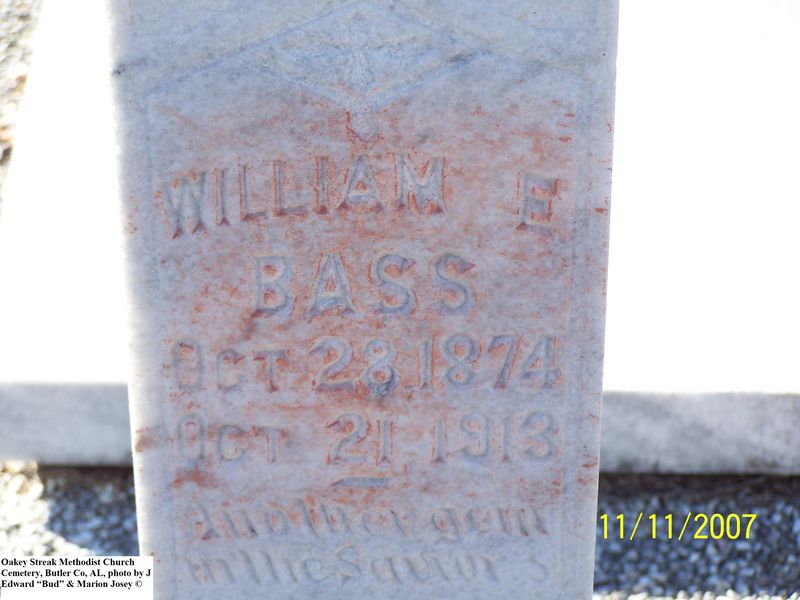 WILLIAM E
BASS
OCT 28 1874
OCT 21 1913
Another gem
in the
11/11/2007
Oakey Streak Methodist Church
Cemetery, Butler Co, AL, photo by J
Edward “Bud” & Marion Josey ©